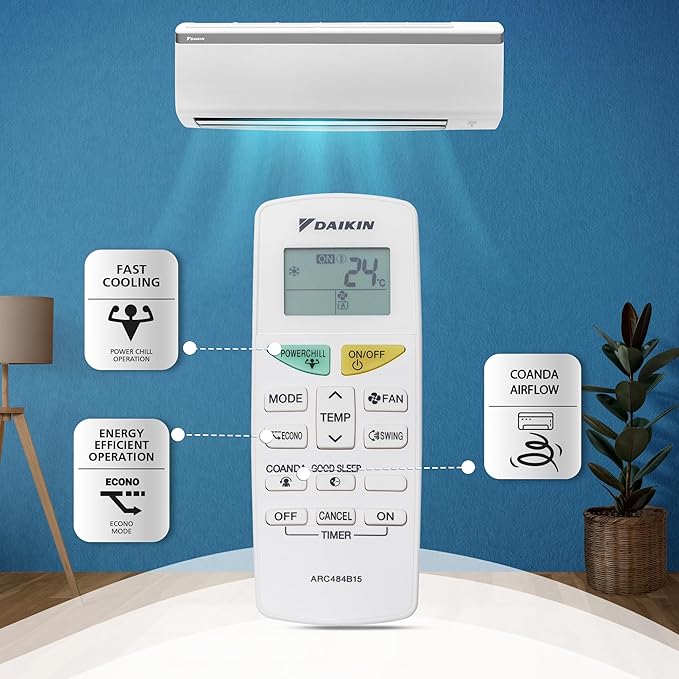 DAIKIN
DAIKIN
ON
24°C
A
POWERCHILL
ON/OFF
MODE
TEMP
FAN
ECONO
SWING
COANDA
GOOD SLEEP
OFF
CANCEL
ON
TIMER
ARC484B15
FAST
COOLING
POWER CHILL
OPERATION
ENERGY
EFFICIENT
OPERATION
ECONO
ECONO
MODE
COANDA
AIRFLOW